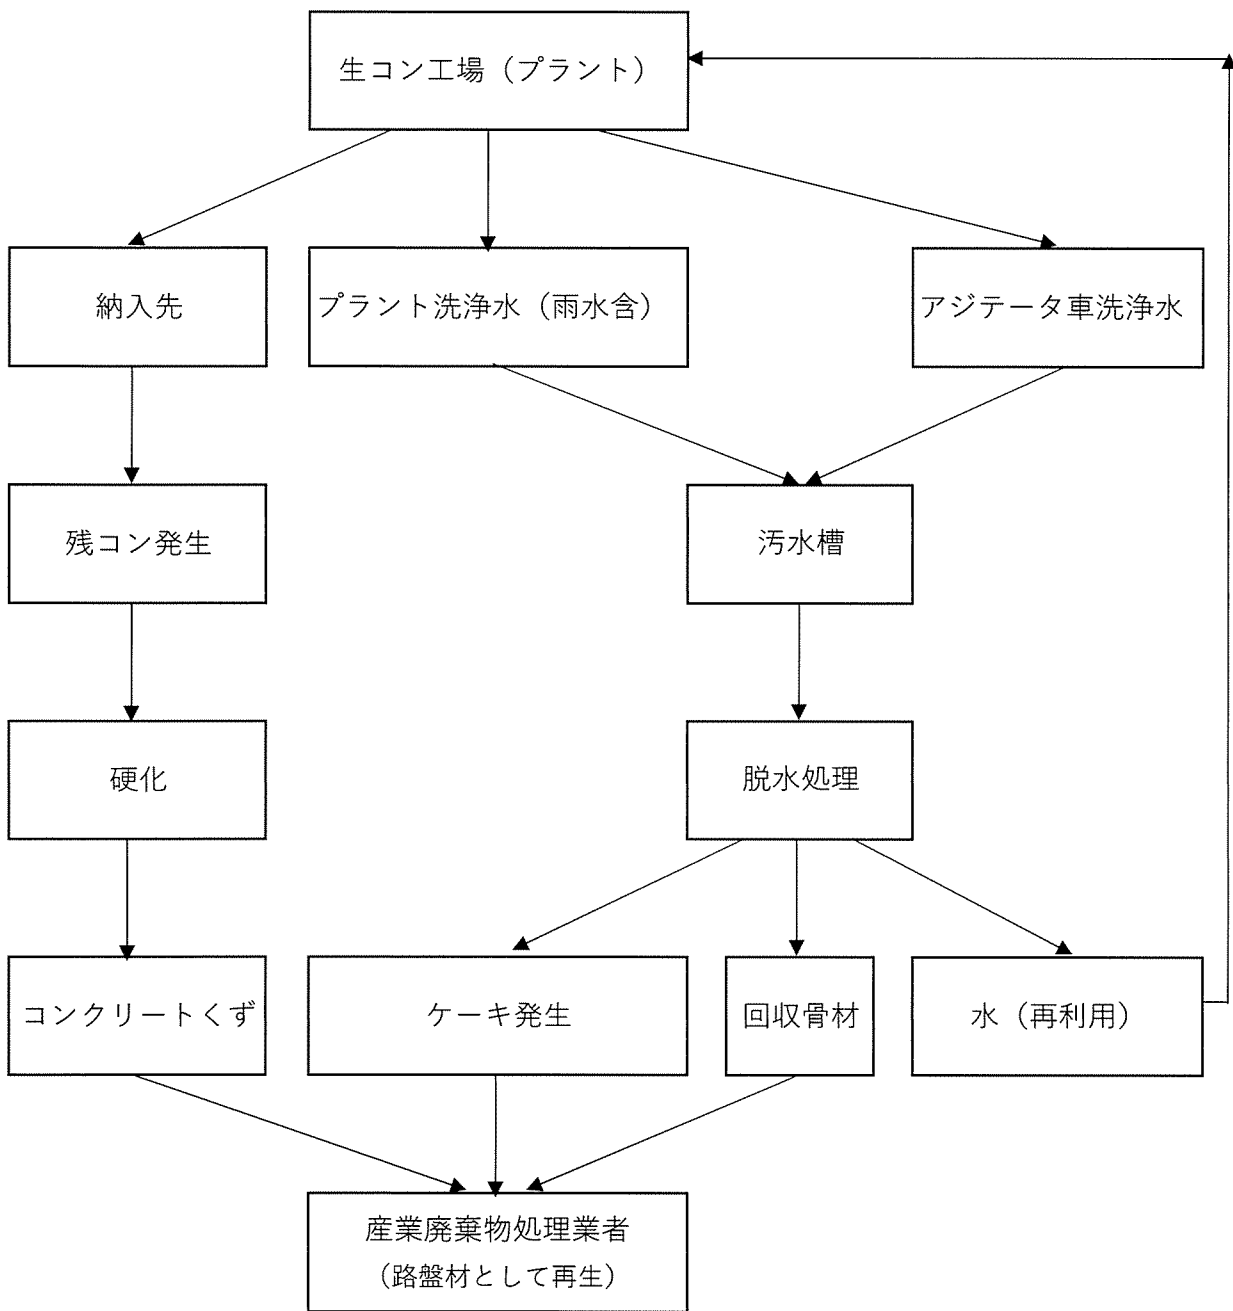 生コン工場（プラント）
納入先
プラント洗浄水（雨水含）
アジテータ車洗浄水
残コン発生
汚水槽
硬化
脱水処理
コンクリートくず
ケーキ発生
回収骨材
水（再利用）
産業廃棄物処理業者
（路盤材として再生）